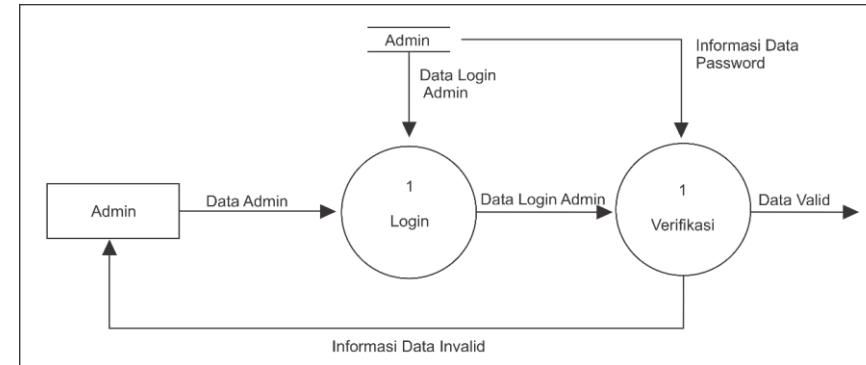 Admin
Informasi Data
Password
Data Login
Admin
1
Login
1
Verifikasi
Admin
Data Admin
Data Login Admin
Data Valid
Informasi Data Invalid